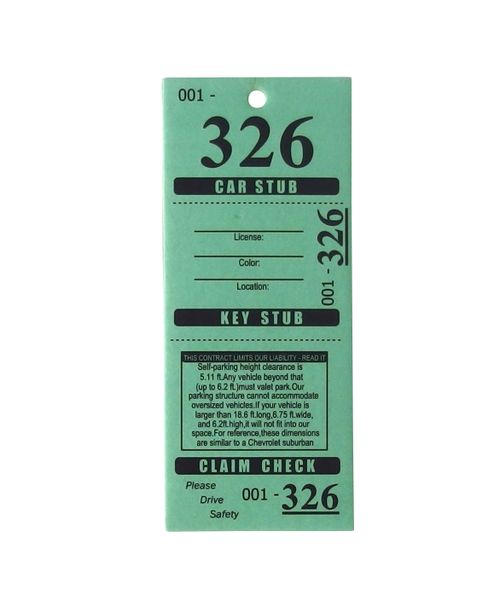 001 -
326
CAR STUB
License:
Color:
Location:
001 - 326
KEY STUB
THIS CONTRACT LIMITS OUR LIABILITY - READ IT
Self-parking height clearance is
5.11 ft.Any vehicle beyond that
(up to 6.2 ft.)must valet park.Our
parking structure cannot accommodate
oversized vehicles.If your vehicle is
larger than 18.6 ft.long,6.75 ft.wide,
and 6.2ft.high,it will not fit into our
space.For reference,these dimensions
are similar to a Chevrolet suburban
CLAIM CHECK
Please
Drive
Safety
001 - 326